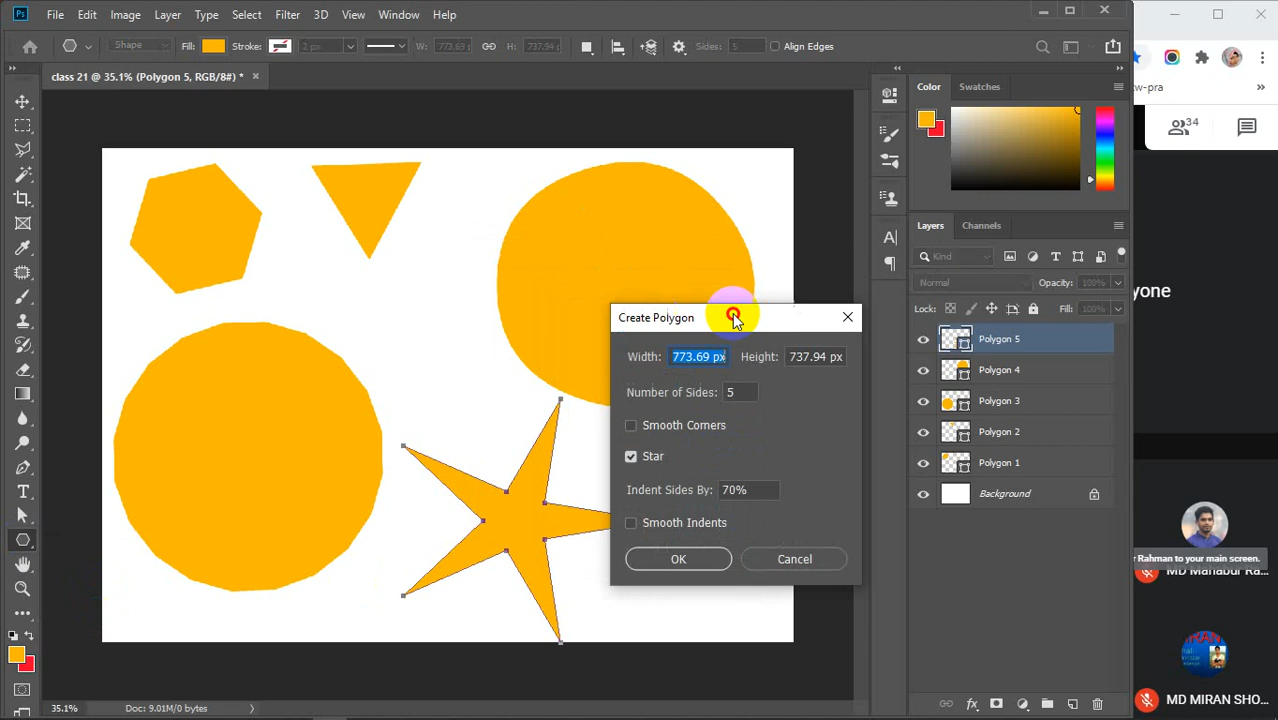 Ps File Edit Image Layer Type Select Filter 3D View Window Help
Shape Fill: Stroke: 2 px W: 773.69 H: 737.94 Sides: 5 Align Edges
class 21 @ 35.1% (Polygon 5, RGB/8#) *
Color Swatches
tw-pra
34
Layers Channels
Kind
Normal Opacity: 100%
Lock: Fill: 100%
Polygon 5
Polygon 4
Polygon 3
Polygon 2
Polygon 1
Background
Create Polygon
Width: 773.69 px Height: 737.94 px
Number of Sides: 5
Smooth Corners
Star
Indent Sides By: 70%
Smooth Indents
OK Cancel
yone
r Rahman to your main screen.
MD Mahabur Ra...
MD MIRAN SHO...
35.1% Doc: 9.01M/0 bytes
fx